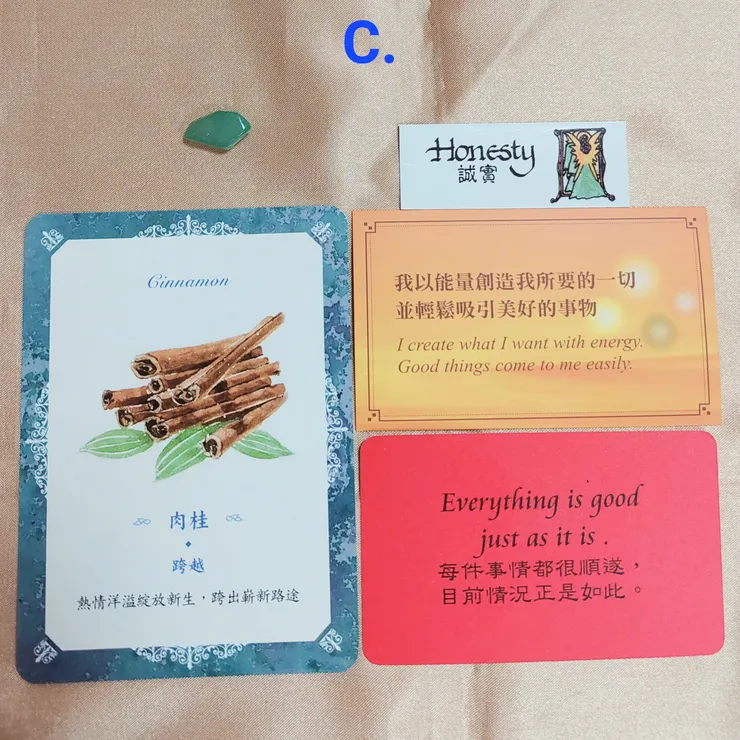 C.
Honesty
誠實
Cinnamon
肉桂
跨越
熱情洋溢綻放新生，跨出嶄新路途
我以能量創造我所要的一切
並輕鬆吸引美好的事物
I create what I want with energy.
Good things come to me easily.
Everything is good
just as it is .
每件事情都很順遂，
目前情況正是如此。